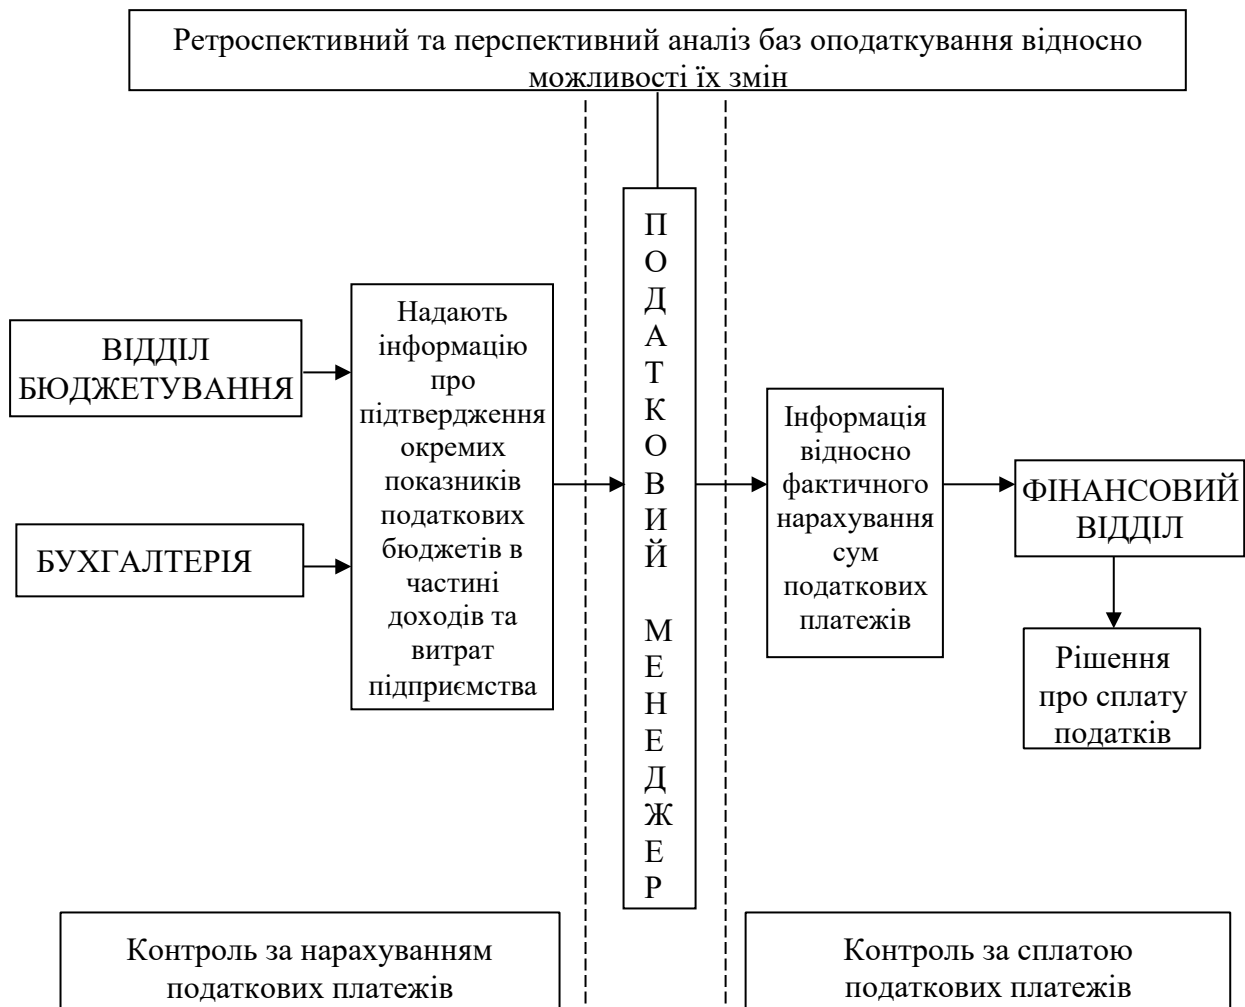 Ретроспективний та перспективний аналіз баз оподаткування відносно
можливості їх змін
ВІДДІЛ
БЮДЖЕТУВАННЯ
БУХГАЛТЕРІЯ
Надають
інформацію
про
підтвердження
окремих
показників
податкових
бюджетів в
частині
доходів та
витрат
підприємства
П
О
Д
А
Т
К
О
В
И
Й
М
Е
Н
Е
Д
Ж
Е
Р
Інформація
відносно
фактичного
нарахування
сум
податкових
платежів
ФІНАНСОВИЙ
ВІДДІЛ
Рішення
про сплату
податків
Контроль за нарахуванням
податкових платежів
Контроль за сплатою
податкових платежів